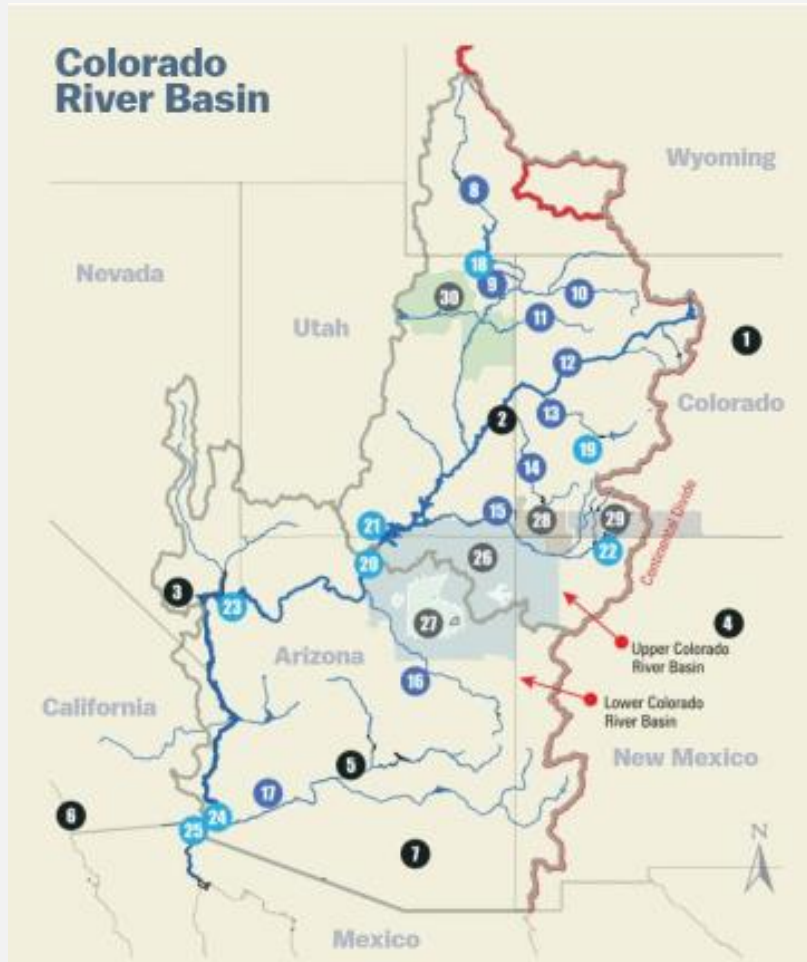 Colorado
River Basin
Wyoming
8
Nevada
18
9
30
10
11
Utah
1
12
Colorado
2
13
19
14
15
28
29
21
22
20
26
Continental Divide
3
23
27
4
Upper Colorado
River Basin
Arizona
16
Lower Colorado
River Basin
California
New Mexico
5
17
6
24
25
7
N
Mexico